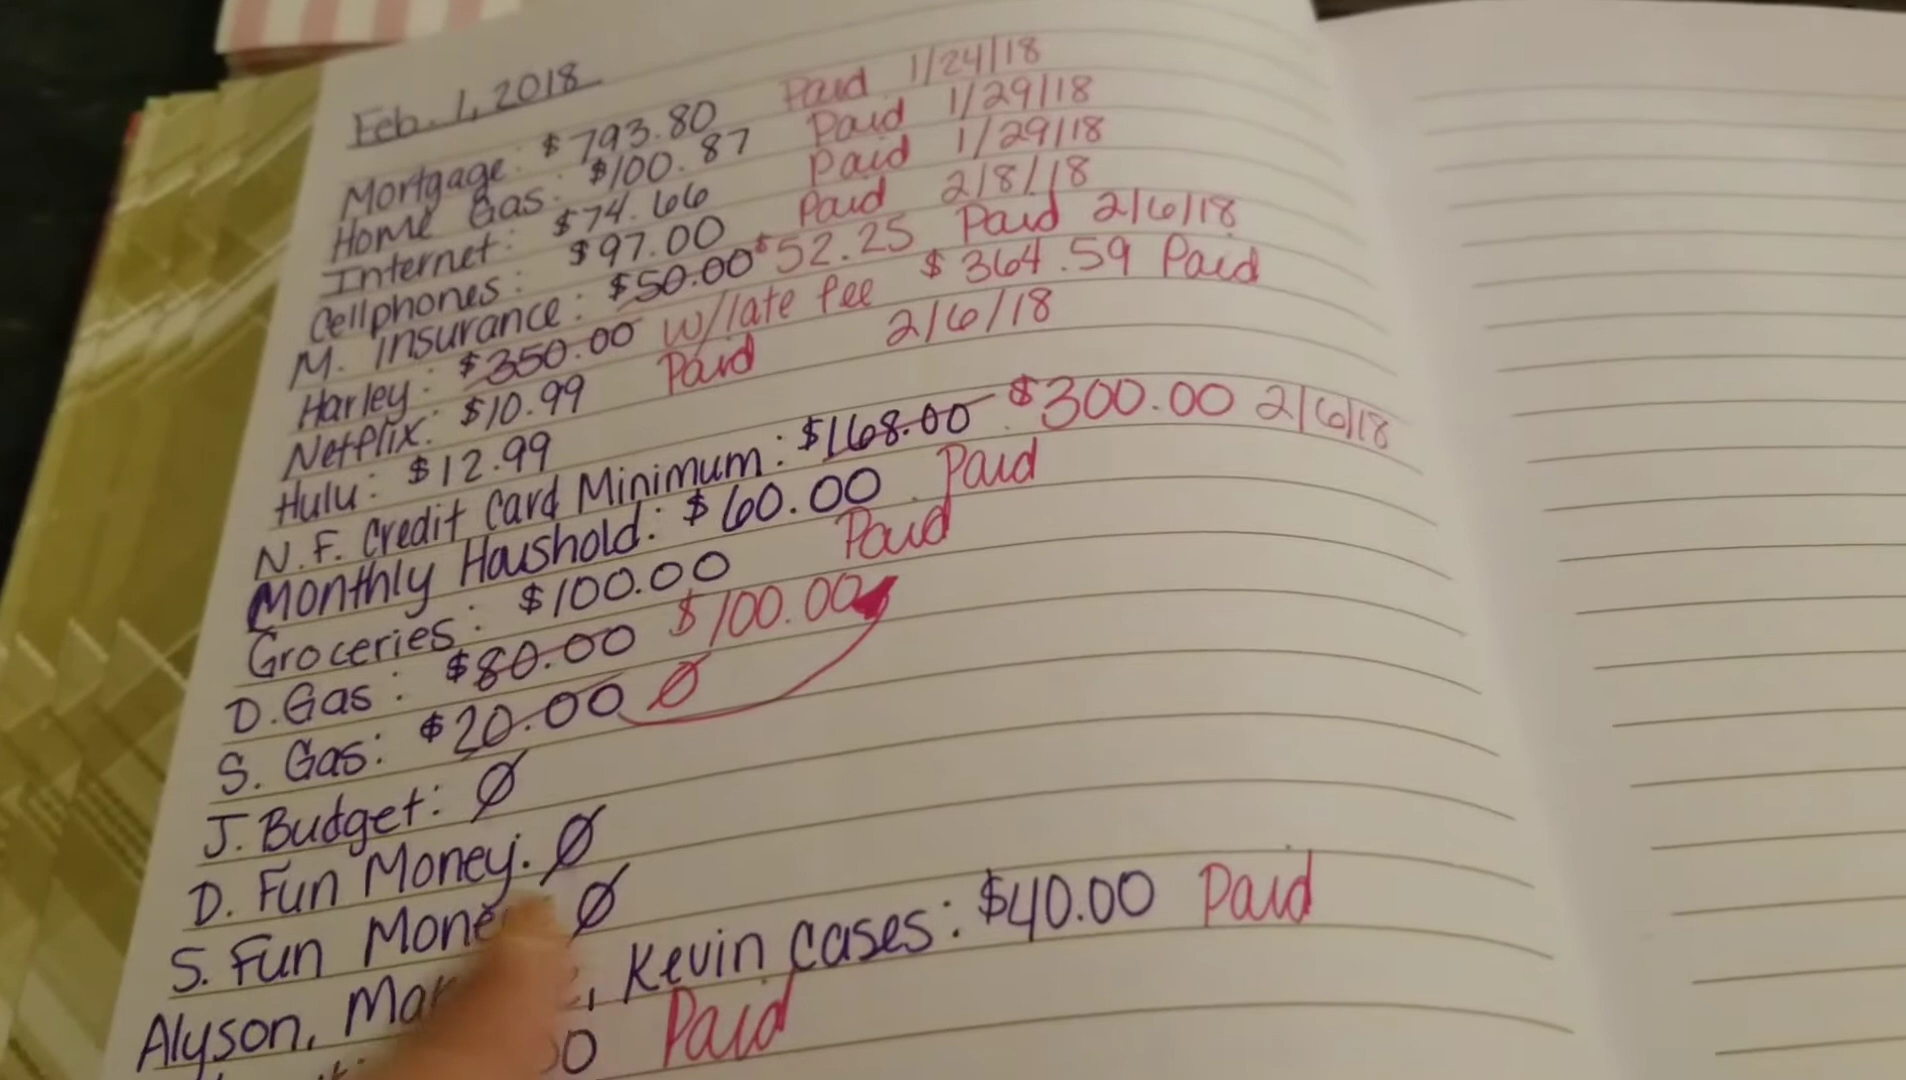 Feb. 1, 2018
Mortgage: $793.80 Paid 1/24/18
Home Gas: $100.87 Paid 1/29/18
Internet: $74.66 Paid 1/29/18
Cellphones: $97.00 Paid 2/8/18
M. Insurance: $50.00 $52.25 Paid 2/6/18
Harley: $350.00 w/late fee $364.59 Paid
Netflix: $10.99 Paid 2/6/18
Hulu: $12.99
N.F. Credit Card Minimum: $168.00 $300.00 2/6/18
Monthly Haushold: $60.00 Paid
Groceries: $100.00 Paid
D. Gas: $80.00 $100.00
S. Gas: $20.00 Ø
J. Budget: Ø
D. Fun Money: Ø
S. Fun Ø
Alyson, Kevin cases: $40.00 Paid
Paid